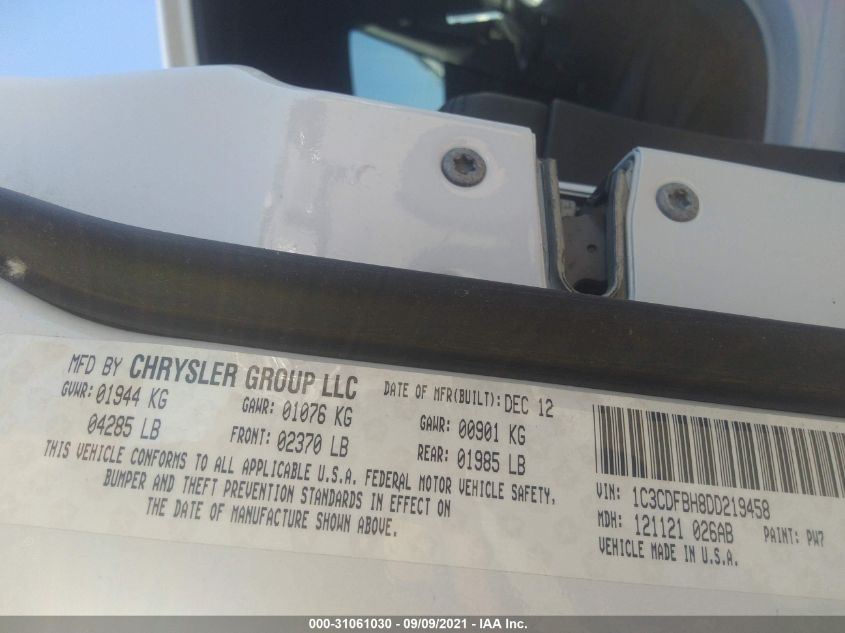 MFD BY CHRYSLER GROUP LLC DATE OF MFR(BUILT): DEC 12
GVWR: 01944 KG GAWR: 01076 KG GAWR: 00901 KG
04285 LB FRONT: 02370 LB REAR: 01985 LB
THIS VEHICLE CONFORMS TO ALL APPLICABLE U.S.A. FEDERAL MOTOR VEHICLE SAFETY,
BUMPER AND THEFT PREVENTION STANDARDS IN EFFECT ON
THE DATE OF MANUFACTURE SHOWN ABOVE.
VIN: 1C3CDFBH8DD219458
MDH: 121121 026AB PAINT: PW7
VEHICLE MADE IN U.S.A.
000-31061030 - 09/09/2021 - IAA Inc.